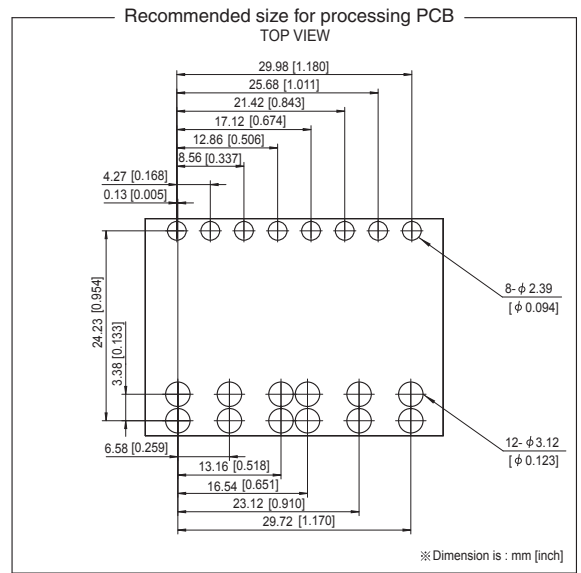 Recommended size for processing PCB
TOP VIEW
29.98 [1.180]
25.68 [1.011]
21.42 [0.843]
17.12 [0.674]
12.86 [0.506]
8.56 [0.337]
4.27 [0.168]
0.13 [0.005]
24.23 [0.954]
3.38 [0.133]
8-ϕ2.39
[ϕ0.094]
12-ϕ3.12
[ϕ0.123]
6.58 [0.259]
13.16 [0.518]
16.54 [0.651]
23.12 [0.910]
29.72 [1.170]
※Dimension is : mm [inch]